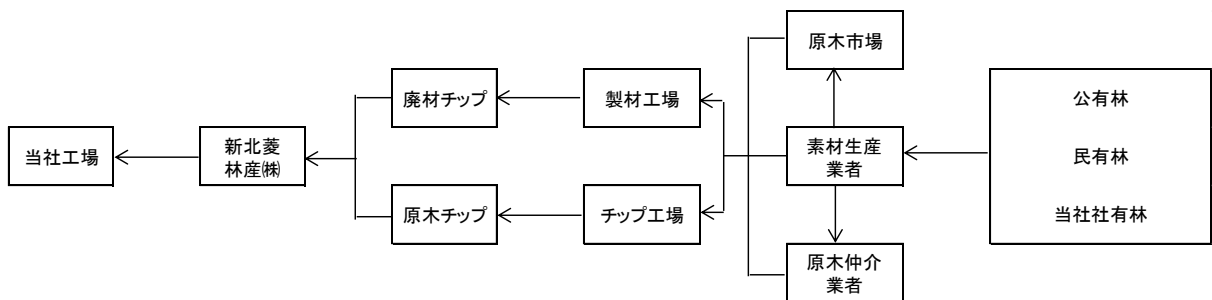 原木市場
廃材チップ
製材工場
公有林
当社工場
新北菱
林産㈱
素材生産
業者
民有林
原木チップ
チップ工場
当社社有林
原木仲介
業者